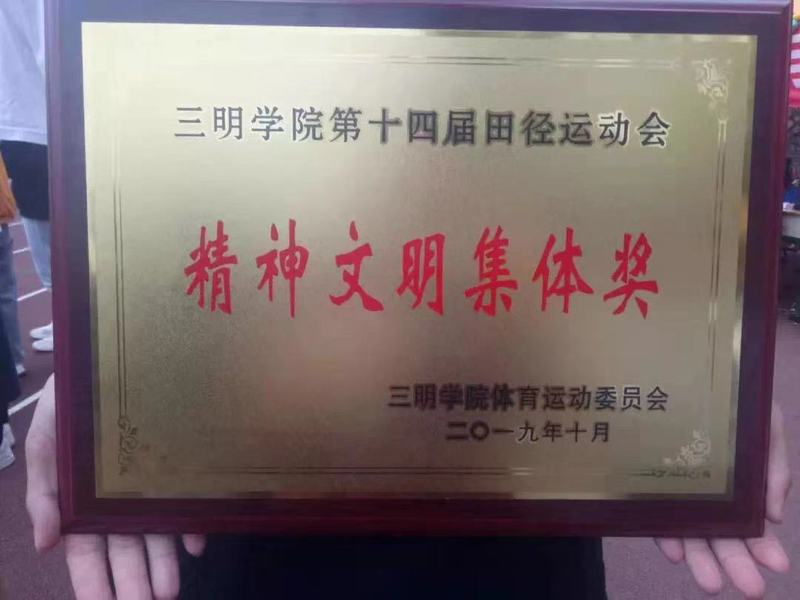 三明学院第十四届田径运动会
精神文明集体奖
三明学院体育运动委员会
二〇一九年十月